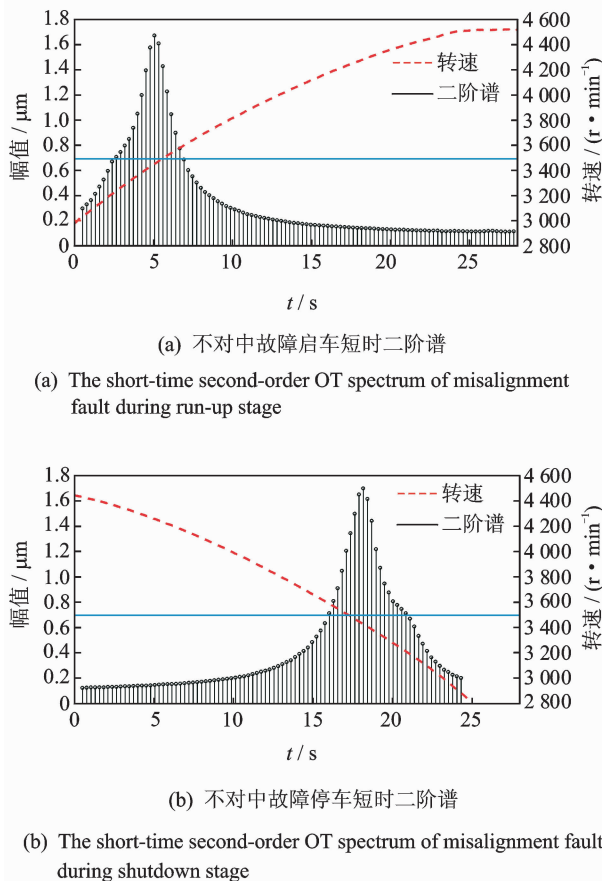 1.8
1.6
1.4
1.2
1.0
0.8
0.6
0.4
0.2
0
幅值 / μm
转速
二阶谱
4 600
4 400
4 200
4 000
3 800
3 600
3 400
3 200
3 000
2 800
转速 / (r • min⁻¹)
0 5 10 15 20 25
t / s
(a) 不对中故障启车短时二阶谱
(a) The short-time second-order OT spectrum of misalignment
fault during run-up stage
1.8
1.6
1.4
1.2
1.0
0.8
0.6
0.4
0.2
0
幅值 / μm
转速
二阶谱
4 600
4 400
4 200
4 000
3 800
3 600
3 400
3 200
3 000
2 800
转速 / (r • min⁻¹)
0 5 10 15 20 25
t / s
(b) 不对中故障停车短时二阶谱
(b) The short-time second-order OT spectrum of misalignment fault
during shutdown stage